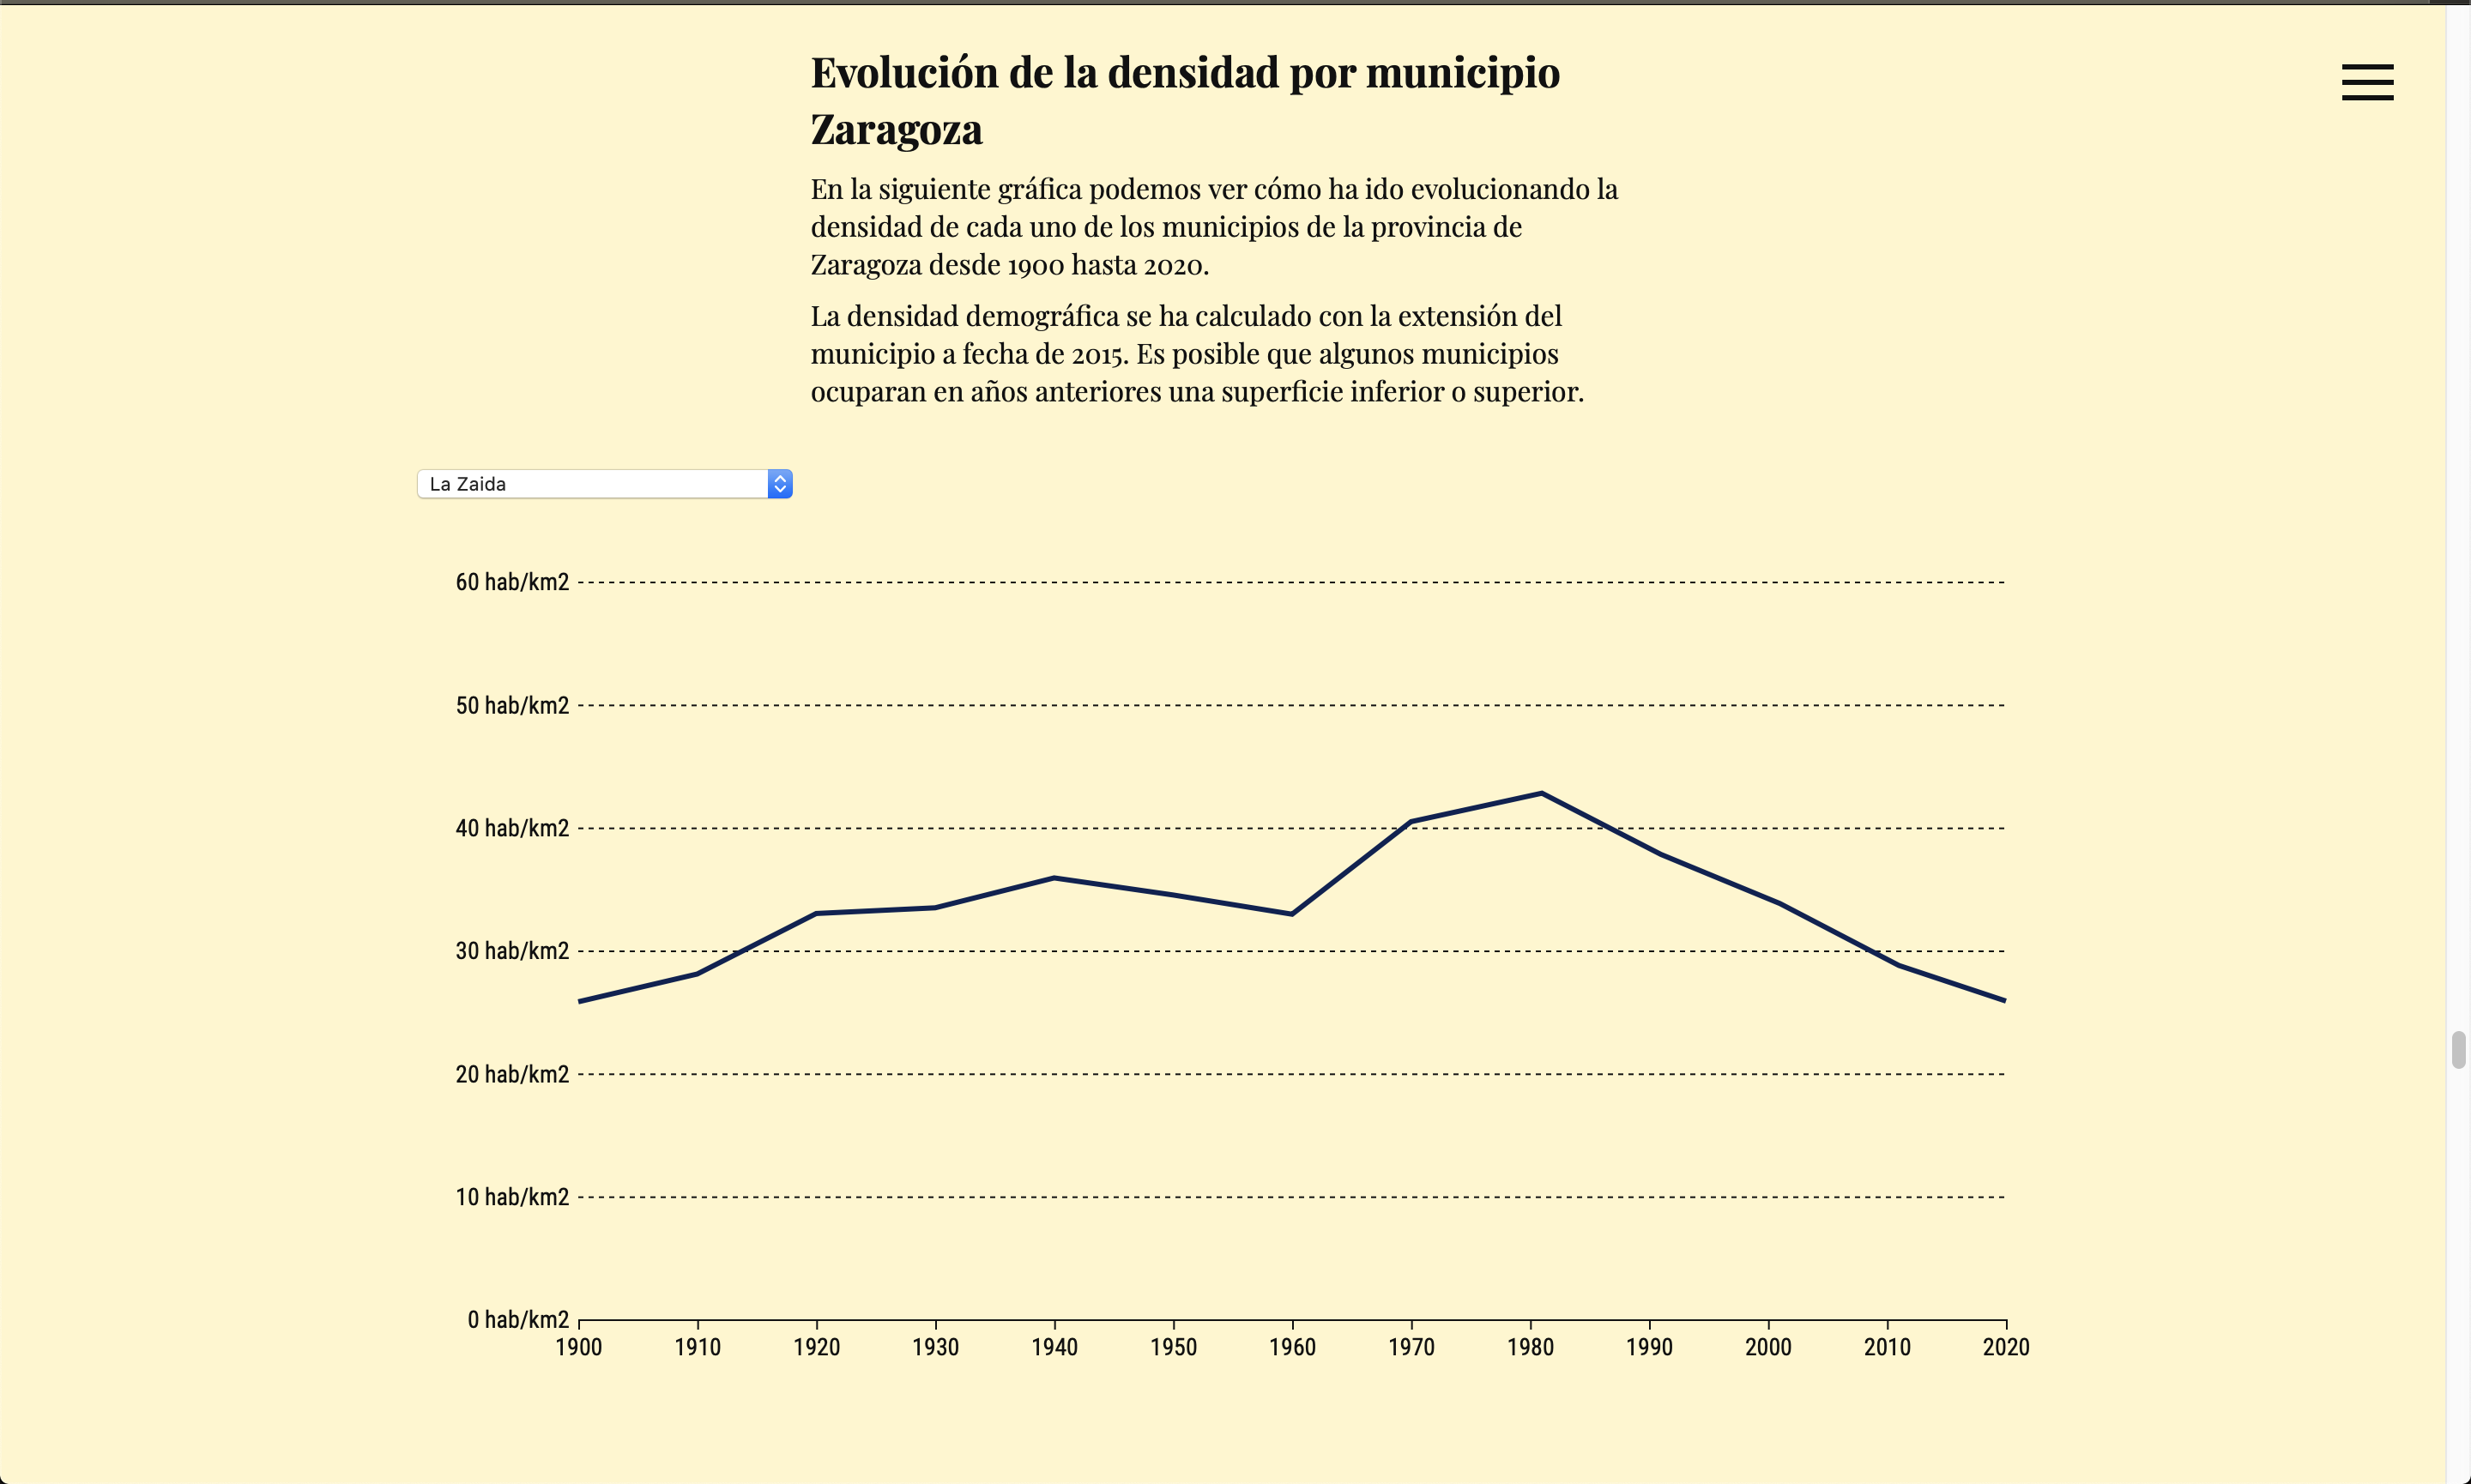 Evolución de la densidad por municipio
Zaragoza
En la siguiente gráfica podemos ver cómo ha ido evolucionando la
densidad de cada uno de los municipios de la provincia de
Zaragoza desde 1900 hasta 2020.
La densidad demográfica se ha calculado con la extensión del
municipio a fecha de 2015. Es posible que algunos municipios
ocuparan en años anteriores una superficie inferior o superior.
La Zaida
60 hab/km2
50 hab/km2
40 hab/km2
30 hab/km2
20 hab/km2
10 hab/km2
0 hab/km2
1900 1910 1920 1930 1940 1950 1960 1970 1980 1990 2000 2010 2020